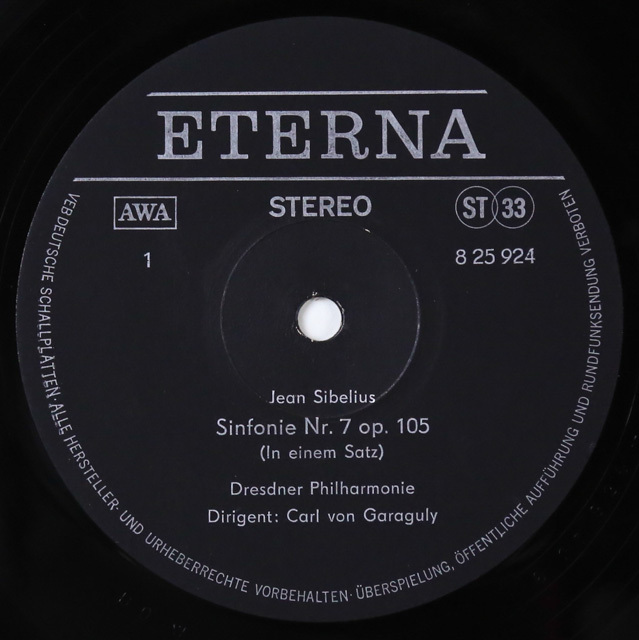 ETERNA
AWA
STEREO
ST 33
1
8 25 924
Jean Sibelius
Sinfonie Nr. 7 op. 105
(In einem Satz)
Dresdner Philharmonie
Dirigent: Carl von Garaguly
VEB DEUTSCHE SCHALLPLATTEN · ALLE HERSTELLER- UND URHEBERRECHTE VORBEHALTEN · ÜBERSPIELUNG, ÖFFENTLICHE AUFFÜHRUNG UND RUNDFUNKSENDUNG VERBOTEN